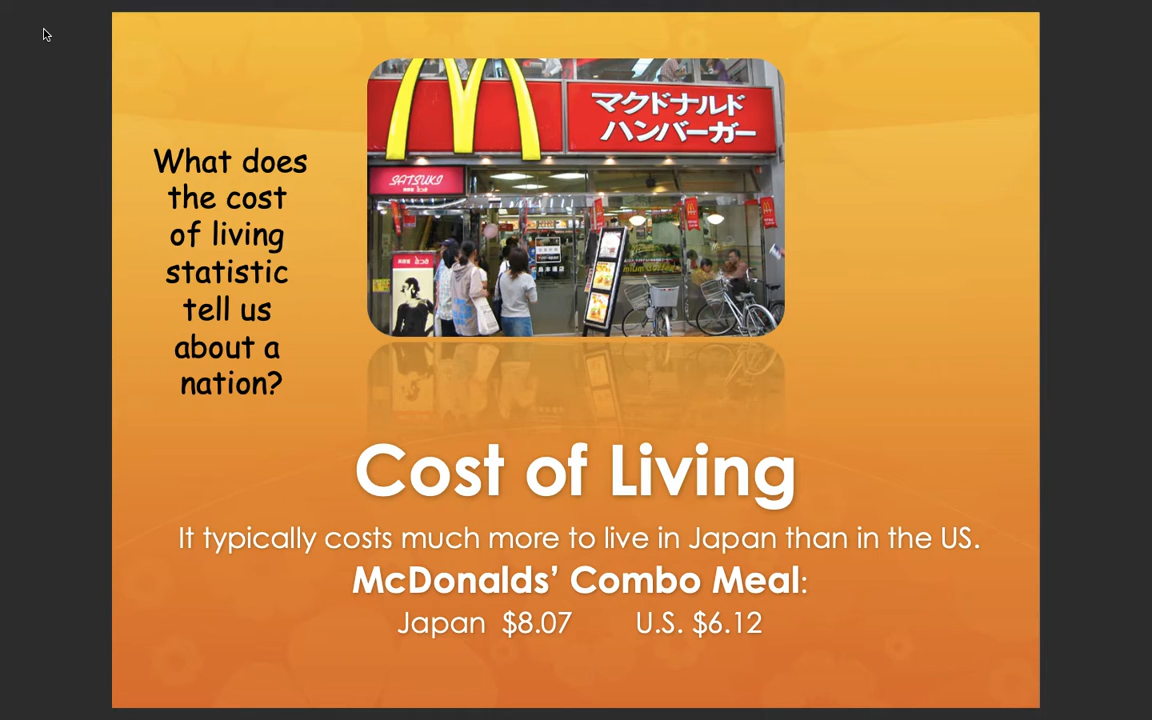 What does
the cost
of living
statistic
tell us
about a
nation?
マクドナルド
ハンバーガー
SATSUKI
Cost of Living
It typically costs much more to live in Japan than in the US.
McDonalds’ Combo Meal:
Japan $8.07 U.S. $6.12